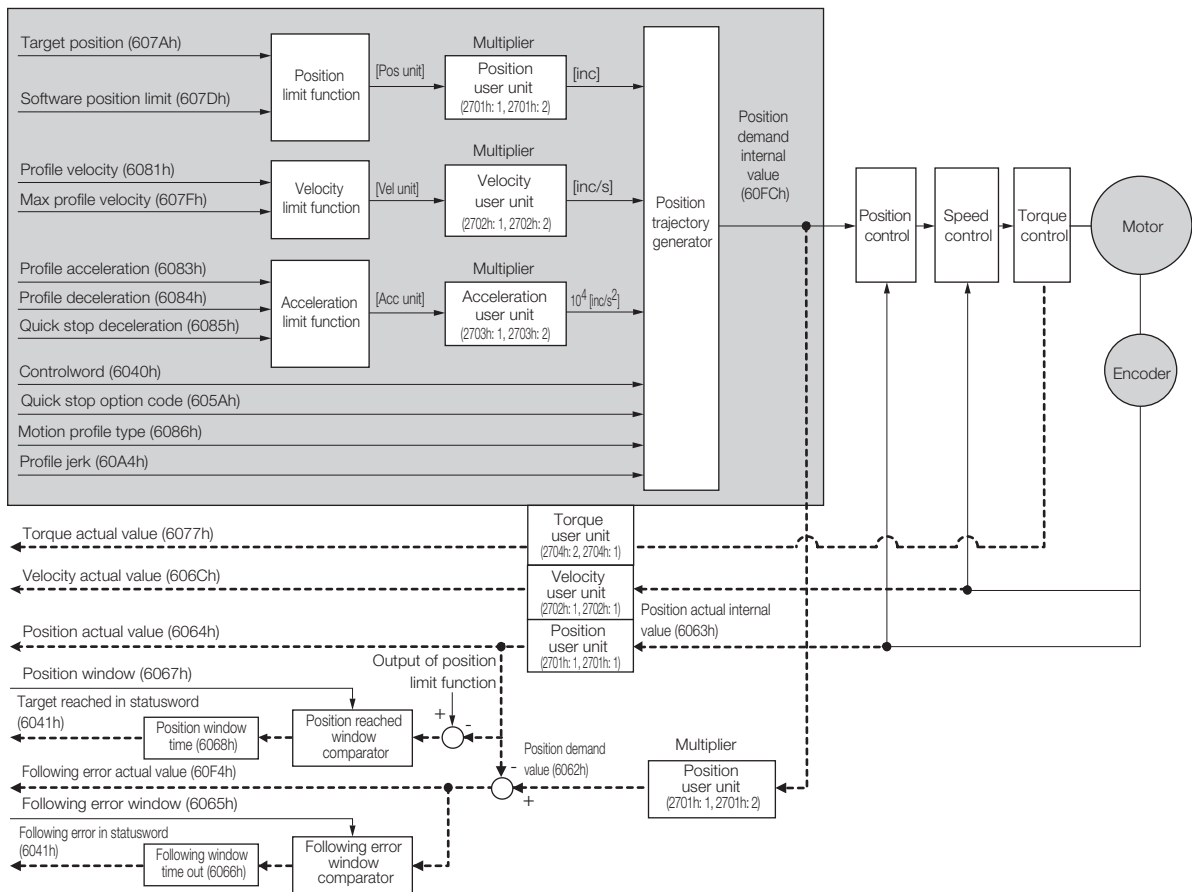 Target position (607Ah)
Software position limit (607Dh)
Position
limit function
[Pos unit]
Multiplier
Position
user unit
(2701h: 1, 2701h: 2)
[inc]
Profile velocity (6081h)
Max profile velocity (607Fh)
Velocity
limit function
[Vel unit]
Multiplier
Velocity
user unit
(2702h: 1, 2702h: 2)
[inc/s]
Profile acceleration (6083h)
Profile deceleration (6084h)
Quick stop deceleration (6085h)
Acceleration
limit function
[Acc unit]
Multiplier
Acceleration
user unit
(2703h: 1, 2703h: 2)
10⁴ [inc/s²]
Controlword (6040h)
Quick stop option code (605Ah)
Motion profile type (6086h)
Profile jerk (60A4h)
Position
trajectory
generator
Position
demand
internal
value
(60FCh)
Position
control
Speed
control
Torque
control
Motor
Encoder
Torque actual value (6077h)
Torque
user unit
(2704h: 2, 2704h: 1)
Velocity actual value (606Ch)
Velocity
user unit
(2702h: 1, 2702h: 1)
Position actual value (6064h)
Position
user unit
(2701h: 1, 2701h: 1)
Position actual internal
value (6063h)
Position window (6067h)
Output of position
limit function
Target reached in statusword
(6041h)
Position window
time (6068h)
Position reached
window
comparator
+
-
Following error actual value (60F4h)
-
+
Position demand
value (6062h)
Multiplier
Position
user unit
(2701h: 1, 2701h: 2)
Following error window (6065h)
Following error in statusword
(6041h)
Following window
time out (6066h)
Following error
window
comparator